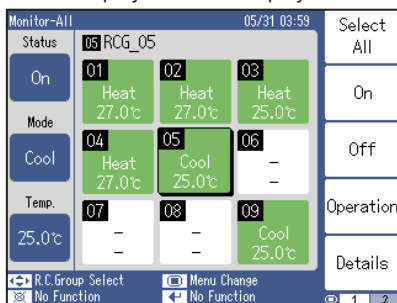 Monitor-All 05/31 03:59
Status
On
Mode
Cool
Temp.
25.0℃
05 RCG_05
01 02 03
Heat Heat Heat
27.0℃ 27.0℃ 25.0℃
04 05 06
Heat Cool –
27.0℃ 25.0℃ –
07 08 09
– – Cool
– – 25.0℃
Select All
On
Off
Operation
Details
R.C.Group Select Menu Change
No Function No Function
1 2